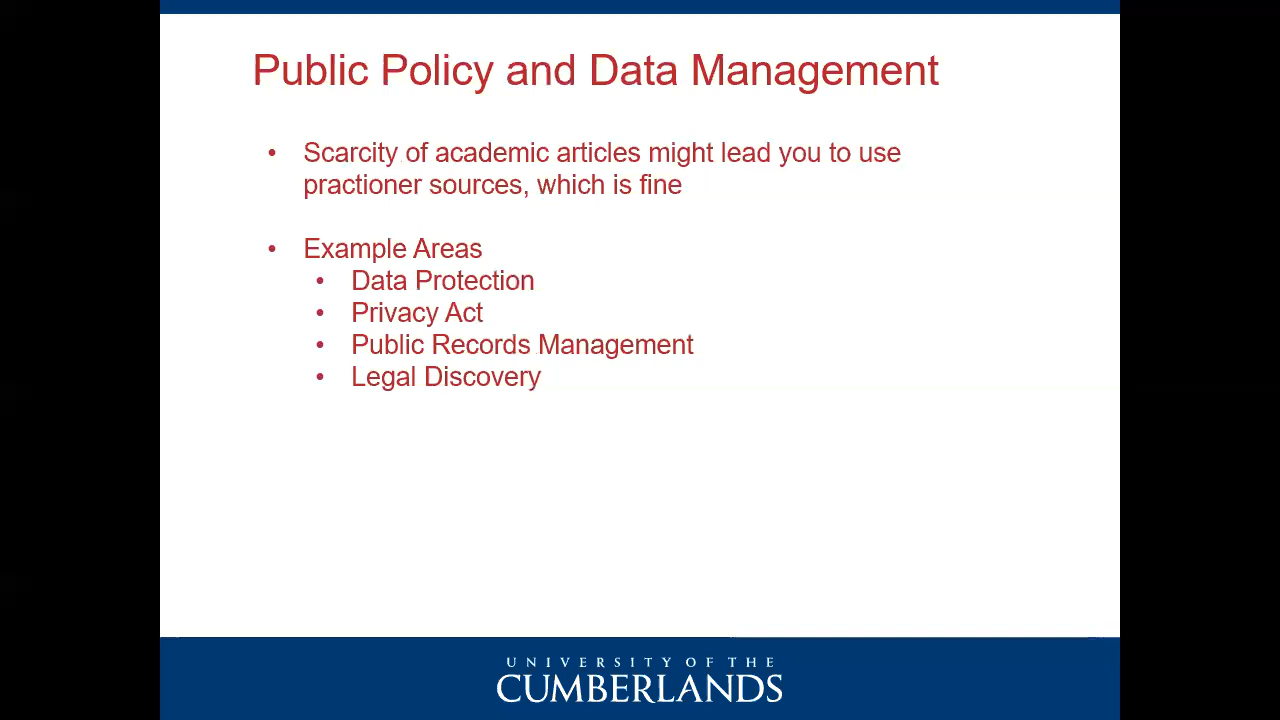 Public Policy and Data Management
• Scarcity of academic articles might lead you to use
practioner sources, which is fine
• Example Areas
• Data Protection
• Privacy Act
• Public Records Management
• Legal Discovery
UNIVERSITY OF THE
CUMBERLANDS